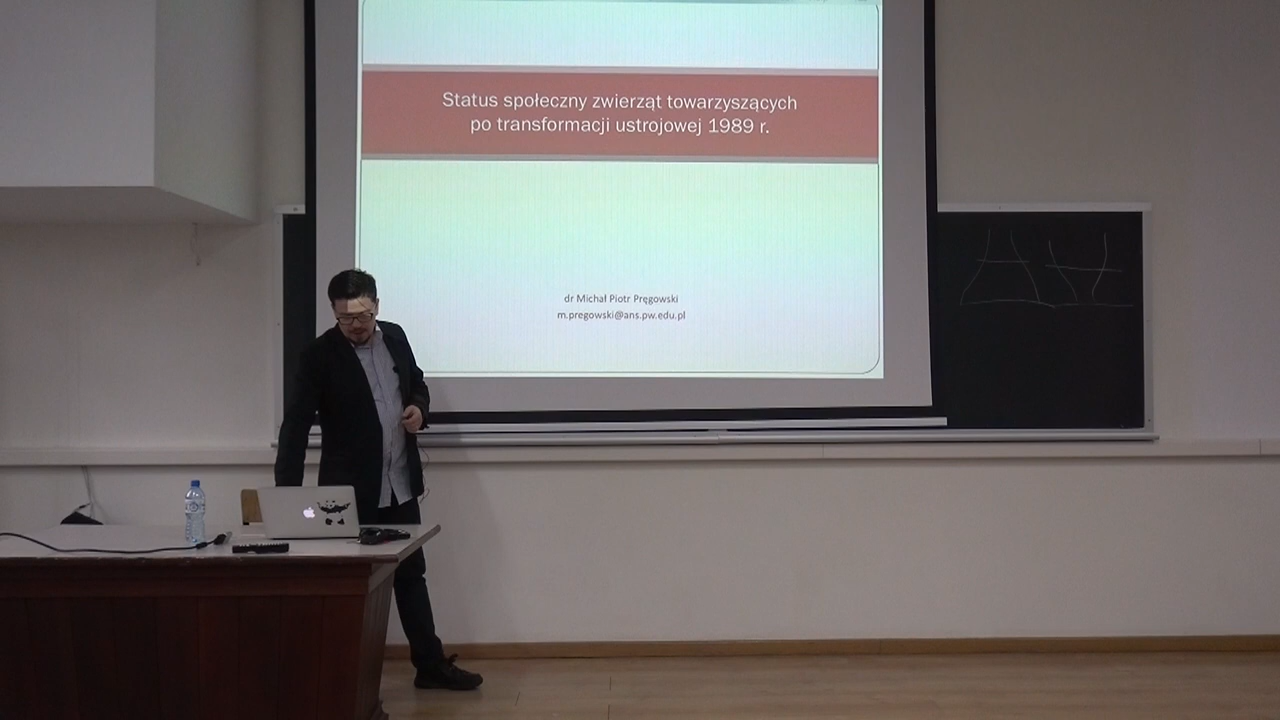 Status społeczny zwierząt towarzyszących
po transformacji ustrojowej 1989 r.
dr Michał Piotr Pręgowski
m.pregowski@ans.pw.edu.pl